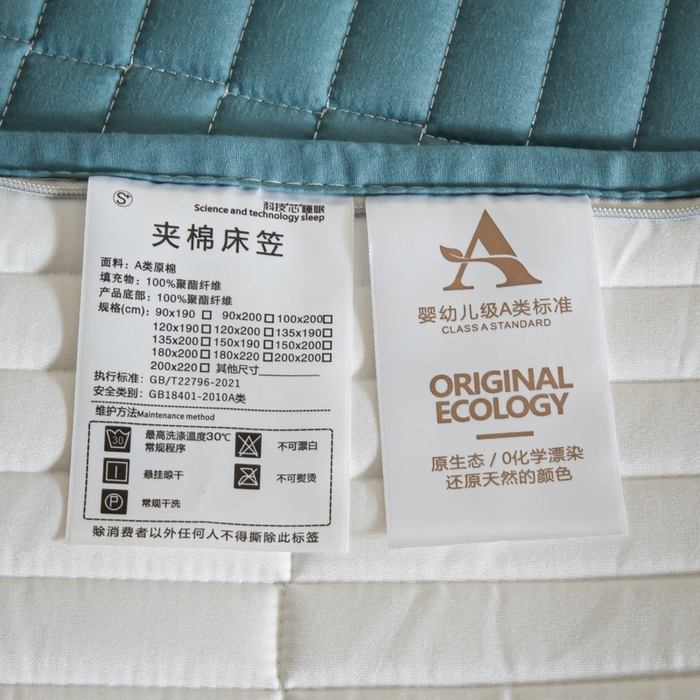 S+
科技芯睡眠
Science and technology sleep
夹棉床笠
面料：A类原棉
填充物：100%聚酯纤维
产品底部：100%聚酯纤维
规格(cm)：90x190 □ 90x200 □ 100x200 □
120x190 □ 120x200 □ 135x190 □
135x200 □ 150x190 □ 150x200 □
180x200 □ 180x220 □ 200x200 □
200x220 □ 其他尺寸
执行标准：GB/T22796-2021
安全类别：GB18401-2010A类
维护方法Maintenance method
30 最高洗涤温度30℃ 常规程序
不可漂白
悬挂晾干
不可熨烫
P 常规干洗
除消费者以外任何人不得撕除此标签
A
婴幼儿级A类标准
CLASS A STANDARD
ORIGINAL
ECOLOGY
原生态 / 0化学漂染
还原天然的颜色